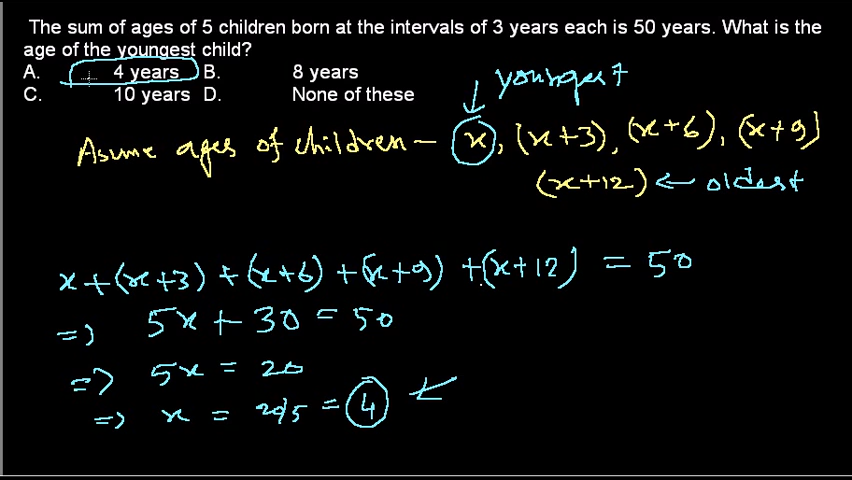 The sum of ages of 5 children born at the intervals of 3 years each is 50 years. What is the
age of the youngest child?
A. 4 years B. 8 years
C. 10 years D. None of these
youngest
Assume ages of children – x, (x+3), (x+6), (x+9)
(x+12) ← oldest
x+(x+3)+(x+6)+(x+9)+(x+12) = 50
=> 5x+30 = 50
=> 5x = 20
=> x = 20/5 = 4 ←